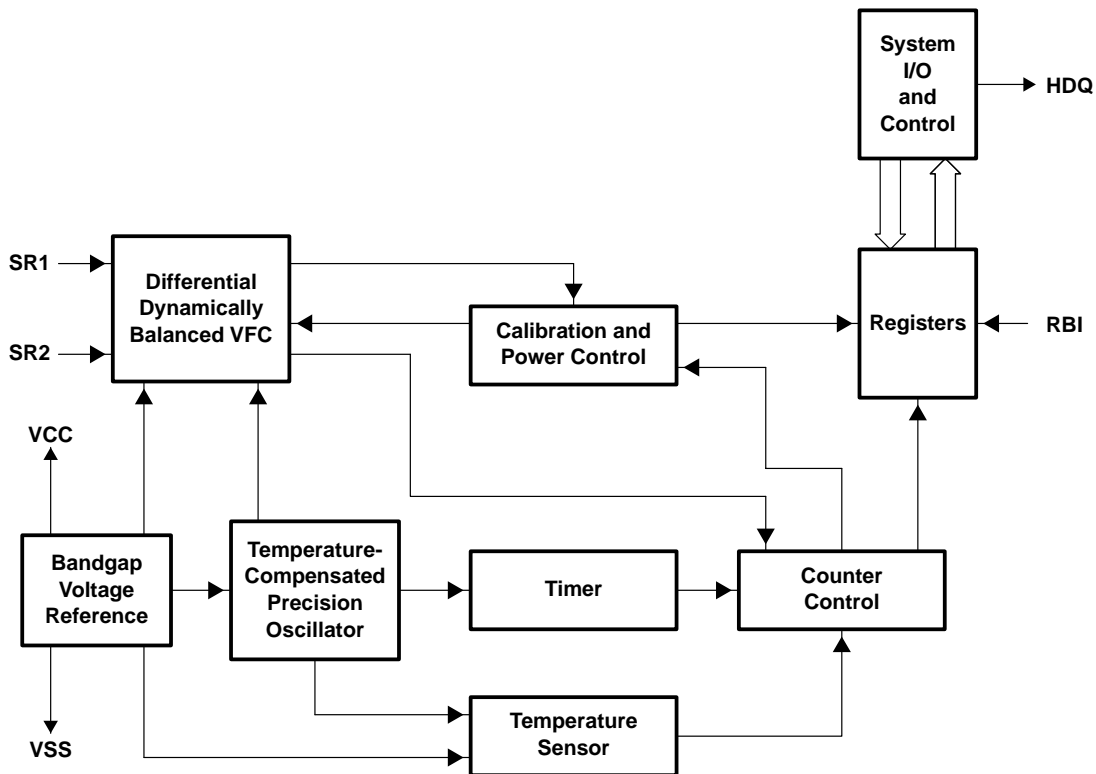 System
I/O
and
Control
HDQ
SR1
SR2
Differential
Dynamically
Balanced VFC
Calibration and
Power Control
Registers
RBI
VCC
Bandgap
Voltage
Reference
VSS
Temperature-
Compensated
Precision
Oscillator
Timer
Counter
Control
Temperature
Sensor